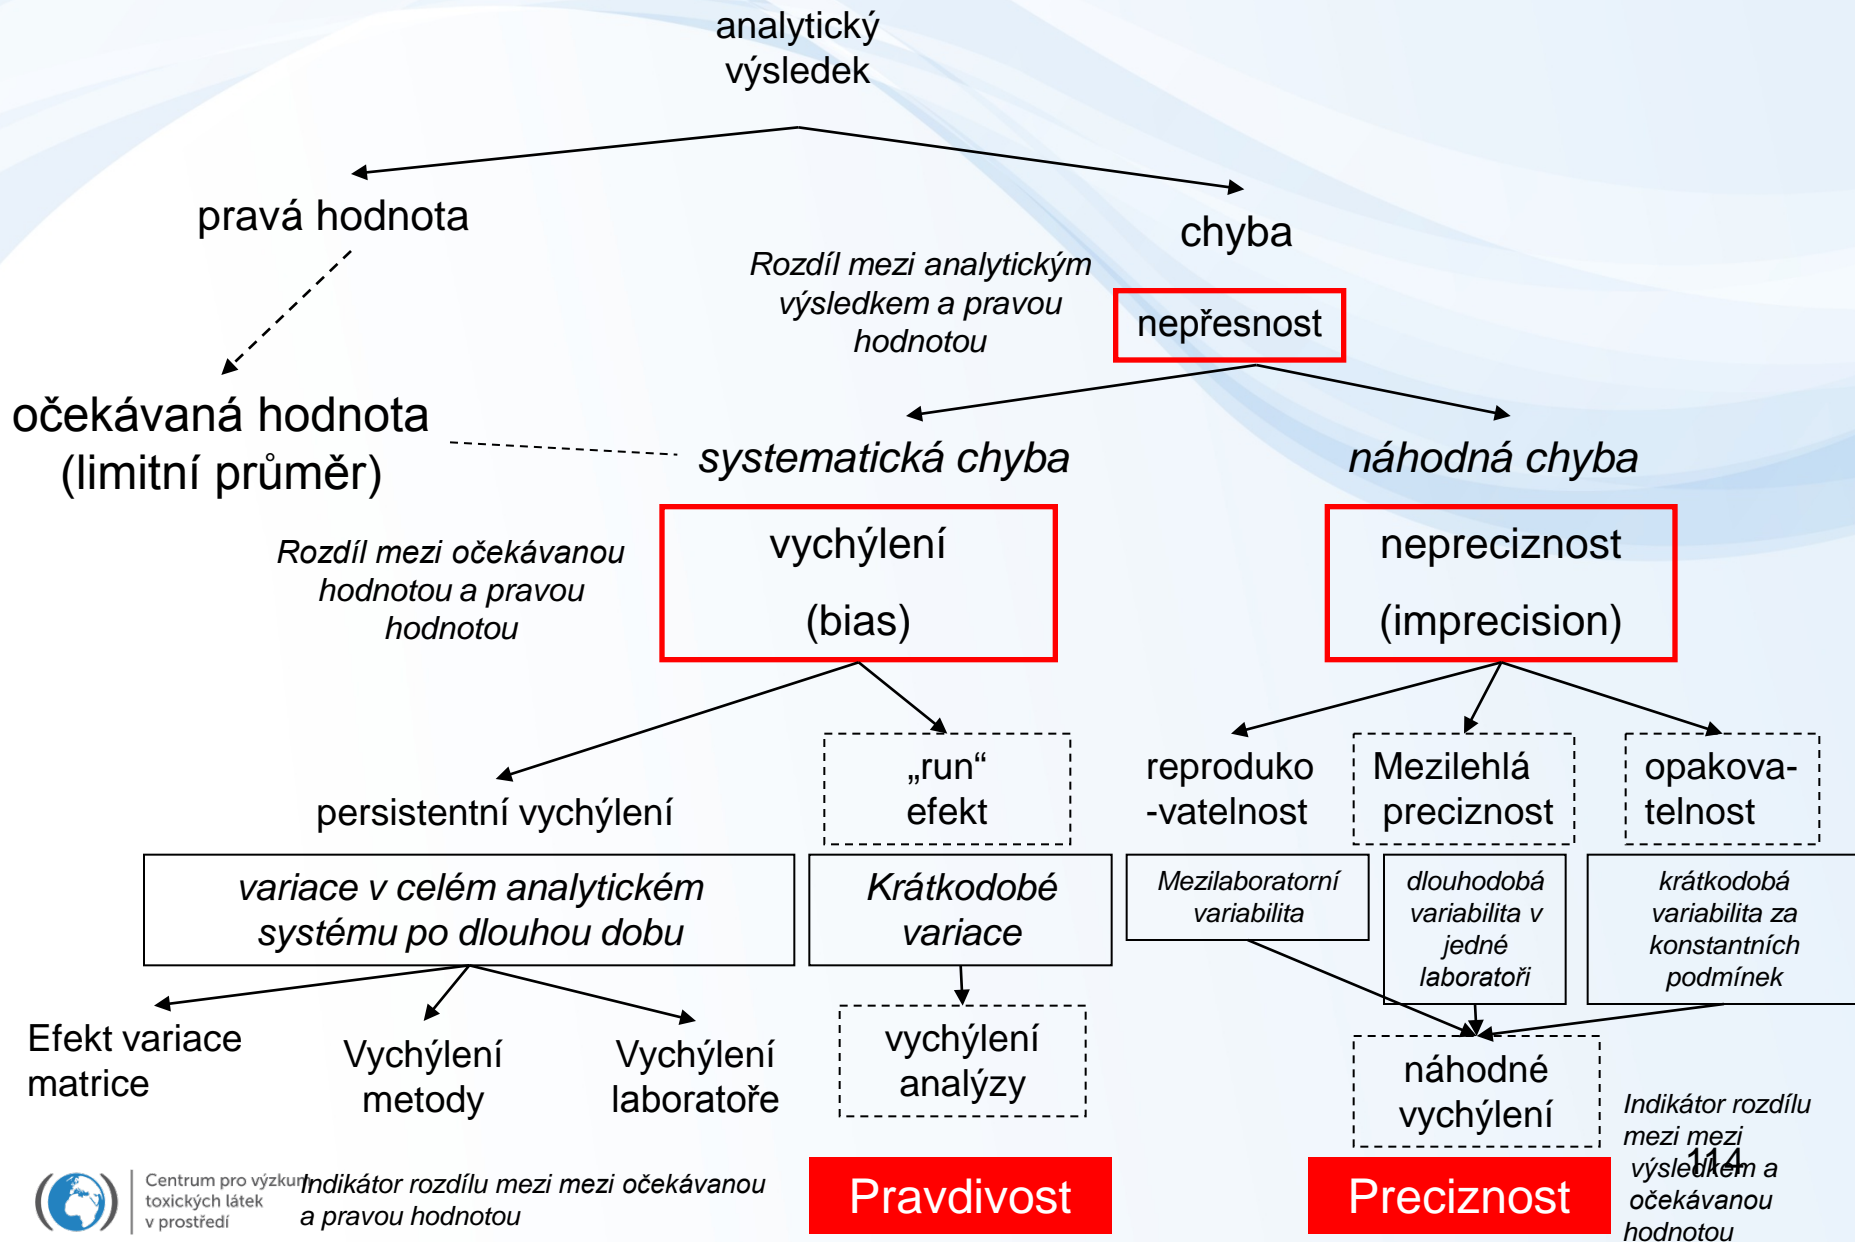 analytický
výsledek
pravá hodnota
chyba
Rozdíl mezi analytickým
výsledkem a pravou
hodnotou
nepřesnost
očekávaná hodnota
(limitní průměr)
systematická chyba
náhodná chyba
Rozdíl mezi očekávanou
hodnotou a pravou
hodnotou
vychýlení
(bias)
nepreciznost
(imprecision)
persistentní vychýlení
„run“
efekt
reproduko
-vatelnost
Mezilehlá
preciznost
opakova-
telnost
variace v celém analytickém
systému po dlouhou dobu
Krátkodobé
variace
Mezilaboratorní
variabilita
dlouhodobá
variabilita v
jedné
laboratoři
krátkodobá
variabilita za
konstantních
podmínek
Efekt variace
matrice
Vychýlení
metody
Vychýlení
laboratoře
vychýlení
analýzy
náhodné
vychýlení
Indikátor rozdílu
mezi mezi
výsledkem a
očekávanou
hodnotou
114
Centrum pro výzkum
toxických látek
v prostředí
Indikátor rozdílu mezi mezi očekávanou
a pravou hodnotou
Pravdivost
Preciznost